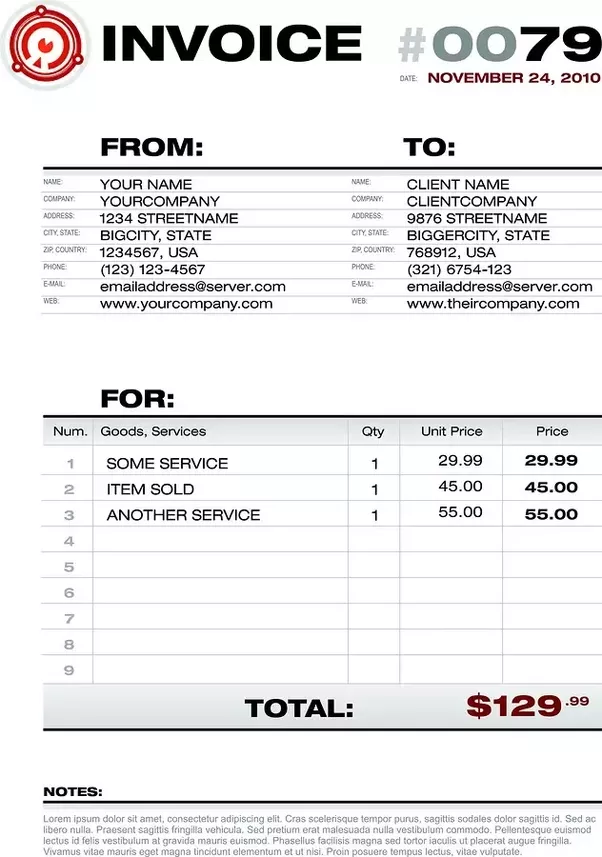 INVOICE #0079
DATE: NOVEMBER 24, 2010
FROM: TO:
NAME: YOUR NAME NAME: CLIENT NAME
COMPANY: YOURCOMPANY COMPANY: CLIENTCOMPANY
ADDRESS: 1234 STREETNAME ADDRESS: 9876 STREETNAME
CITY, STATE: BIGCITY, STATE CITY, STATE: BIGGERCITY, STATE
ZIP, COUNTRY: 1234567, USA ZIP, COUNTRY: 768912, USA
PHONE: (123) 123-4567 PHONE: (321) 6754-123
E-MAIL: emailaddress@server.com E-MAIL: emailaddress@server.com
WEB: www.yourcompany.com WEB: www.theircompany.com
FOR:
Num. Goods, Services Qty Unit Price Price
1 SOME SERVICE 1 29.99 29.99
2 ITEM SOLD 1 45.00 45.00
3 ANOTHER SERVICE 1 55.00 55.00
4
5
6
7
8
9
TOTAL: $129.99
NOTES:
Lorem ipsum dolor sit amet, consectetur adipiscing elit. Cras scelerisque tempor purus, sagittis sodales dolor sagittis id. Sed ac
libero nulla. Praesent sagittis fringilla vehicula. Sed pretium erat malesuada nulla vestibulum commodo. Pellentesque euismod
lectus id felis vestibulum at gravida mauris euismod. Phasellus facilisis magna sed tortor iaculis ut placerat augue fringilla.
Vivamus vitae mauris eget magna tincidunt elementum et ut nisi. Proin posuere tempus lectus, vitae vulputate.